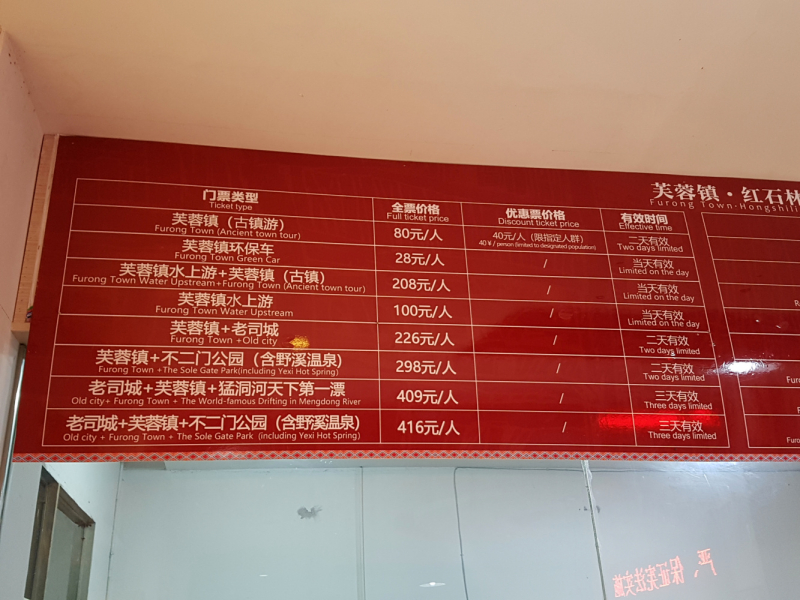 芙蓉镇·红石林
Furong Town·Hongshili
门票类型 全票价格 优惠票价格 有效时间
Ticket type Full ticket price Discount ticket price Effective time
芙蓉镇（古镇游） 80元/人 40元/人（限指定人群） 二天有效
Furong Town (Ancient town tour) 40¥/person (limited to designated population) Two days limited
芙蓉镇环保车 28元/人 / 当天有效
Furong Town Green Car Limited on the day
芙蓉镇水上游+芙蓉镇（古镇） 208元/人 / 当天有效
Furong Town Water Upstream+Furong Town (Ancient town tour) Limited on the day
芙蓉镇水上游 100元/人 / 当天有效
Furong Town Water Upstream Limited on the day
芙蓉镇+老司城 226元/人 / 二天有效
Furong Town +Old city Two days limited
芙蓉镇+不二门公园（含野溪温泉） 298元/人 / 二天有效
Furong Town +The Sole Gate Park(including Yexi Hot Spring) Two days limited
老司城+芙蓉镇+猛洞河天下第一漂 409元/人 / 三天有效
Old city+ Furong Town + The World-famous Drifting in Mengdong River Three days limited
老司城+芙蓉镇+不二门公园（含野溪温泉） 416元/人 / 三天有效
Old city + Furong Town + The Sole Gate Park (including Yexi Hot Spring) Three days limited